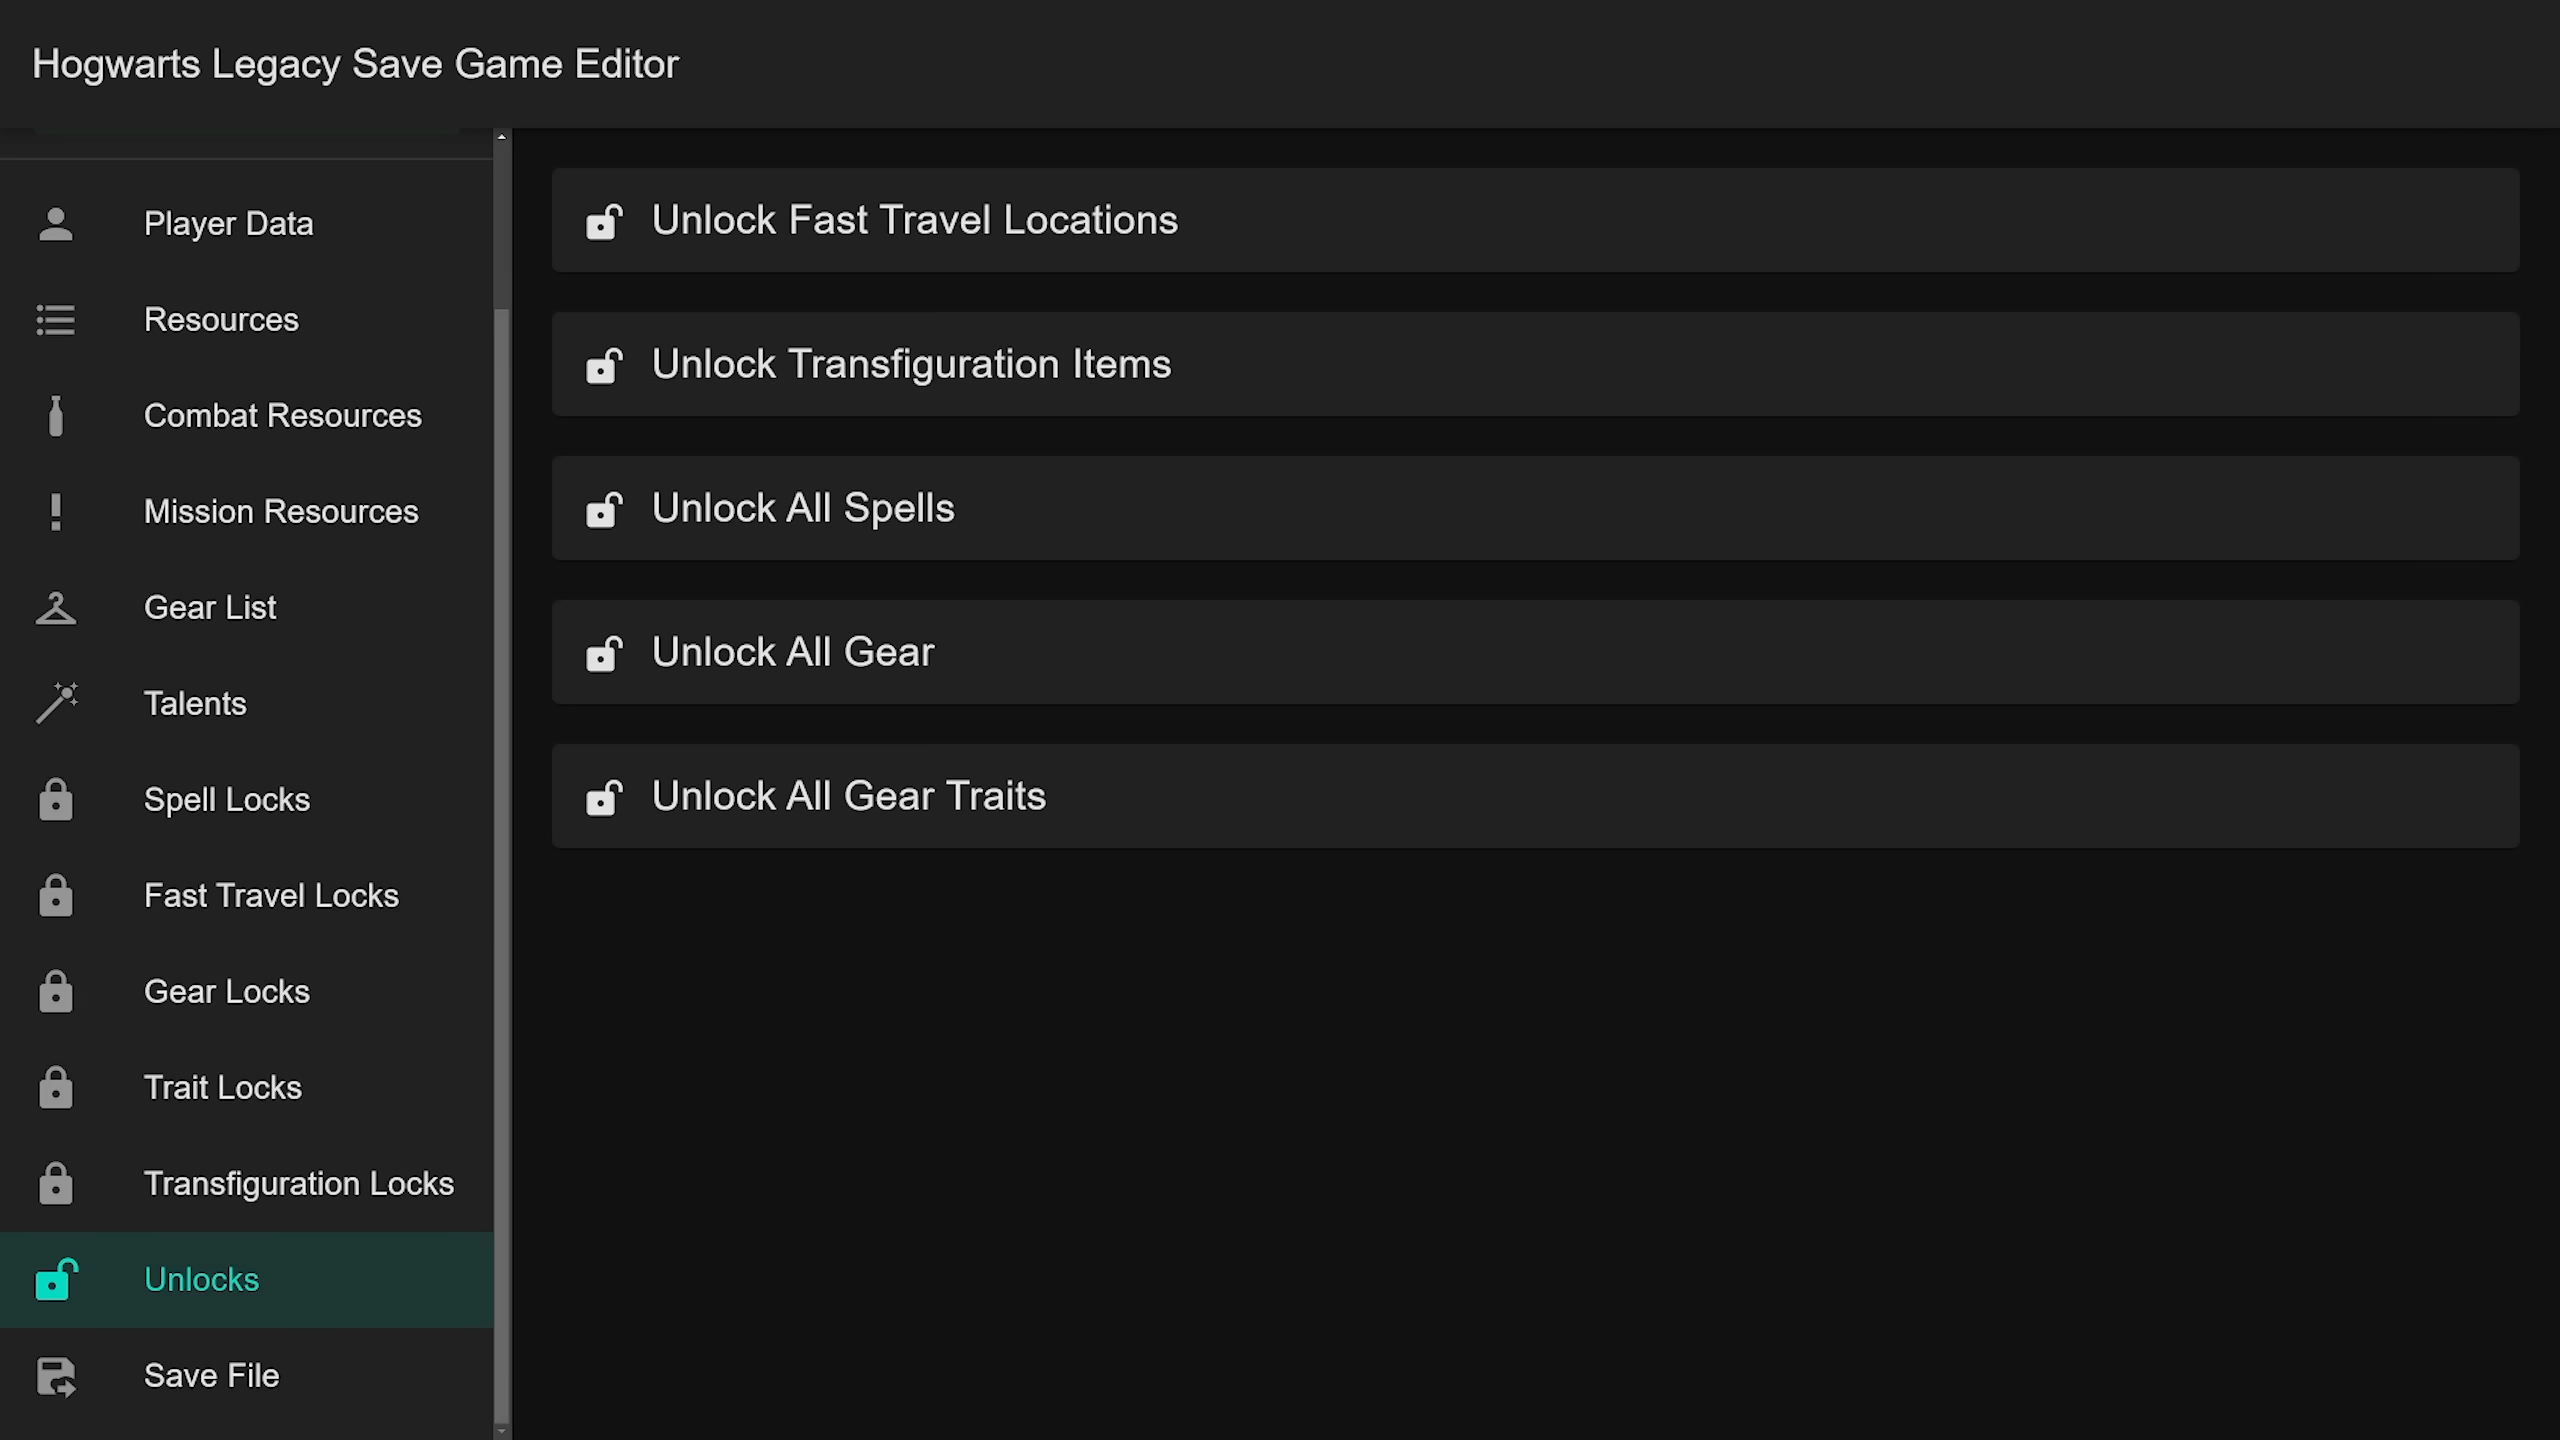 Hogwarts Legacy Save Game Editor
Player Data
Resources
Combat Resources
Mission Resources
Gear List
Talents
Spell Locks
Fast Travel Locks
Gear Locks
Trait Locks
Transfiguration Locks
Unlocks
Save File
Unlock Fast Travel Locations
Unlock Transfiguration Items
Unlock All Spells
Unlock All Gear
Unlock All Gear Traits